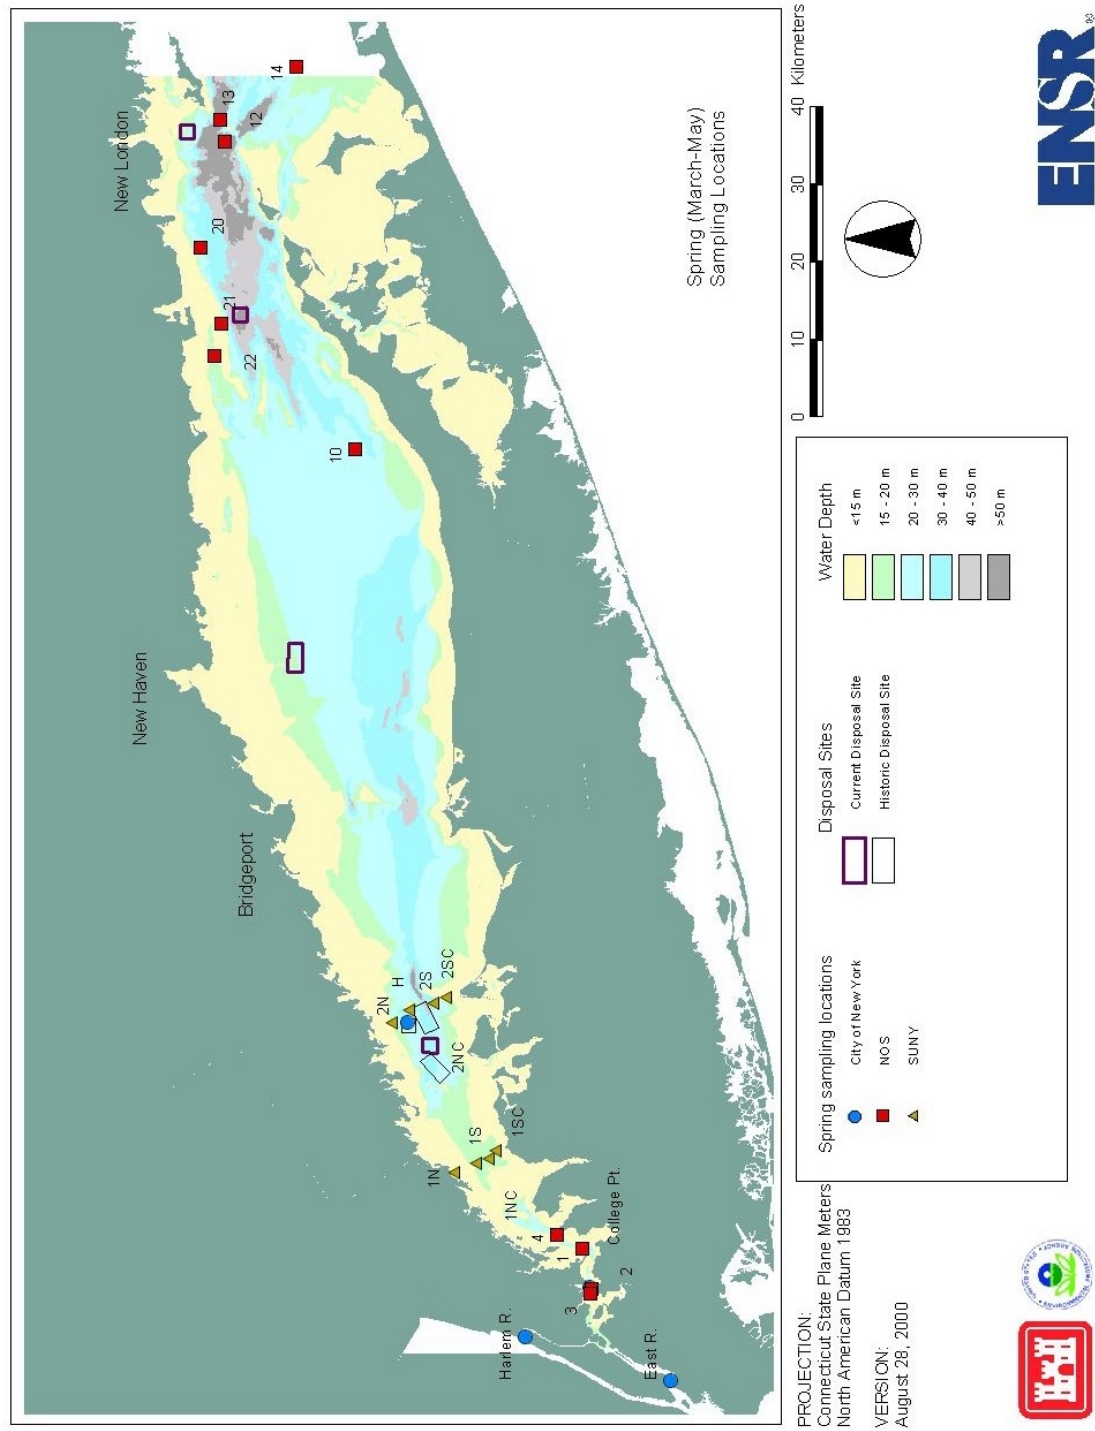 New London
13
14
12
20
21
22
10
New Haven
Bridgeport
2N
H
2S
2SC
2NC
1N
1S
1SC
1NC
4
1
College Pt.
2
3
Harlem R.
East R.
Spring (March-May)
Sampling Locations
0 10 20 30 40 Kilometers
PROJECTION:
Connecticut State Plane Meters
North American Datum 1983
VERSION:
August 28, 2000
Spring sampling locations
City of New York
NOS
SUNY
Disposal Sites
Current Disposal Site
Historic Disposal Site
Water Depth
<15 m
15 - 20 m
20 - 30 m
30 - 40 m
40 - 50 m
>50 m
ENSR®